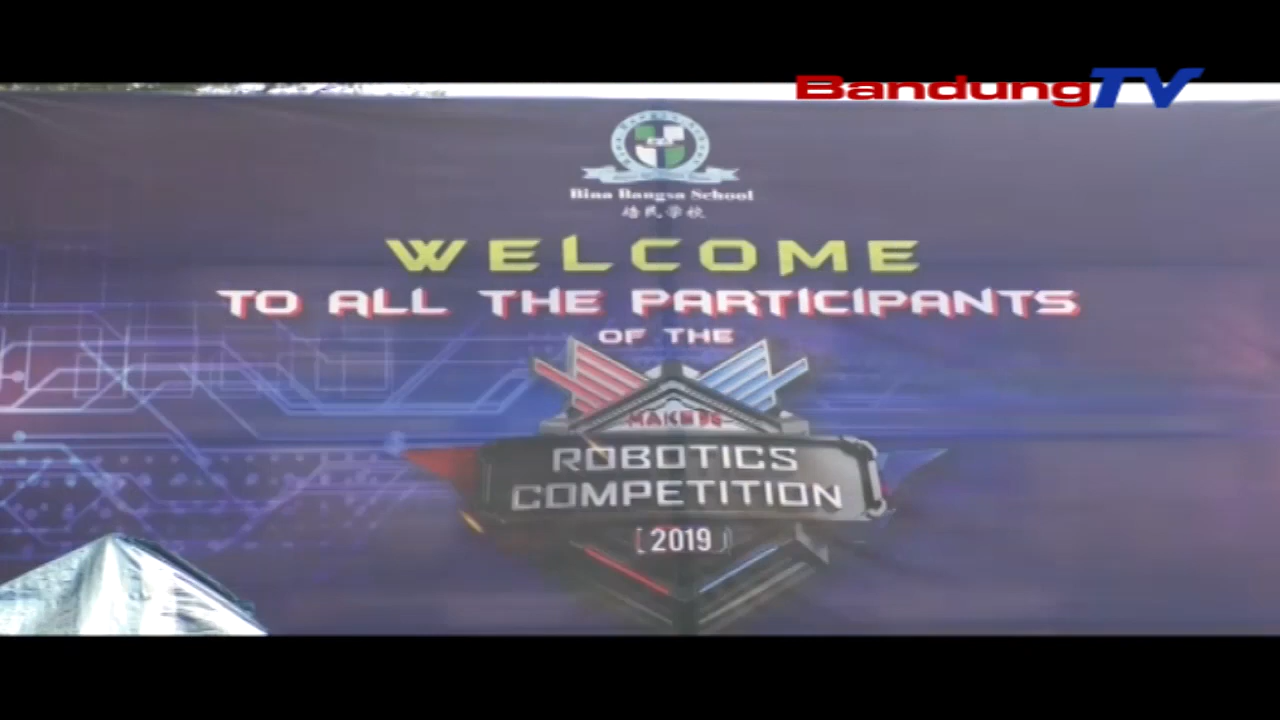 BandungTV
Bina Bangsa School
培民学校
WELCOME
TO ALL THE PARTICIPANTS
OF THE
ROBOTICS
COMPETITION
[2019]